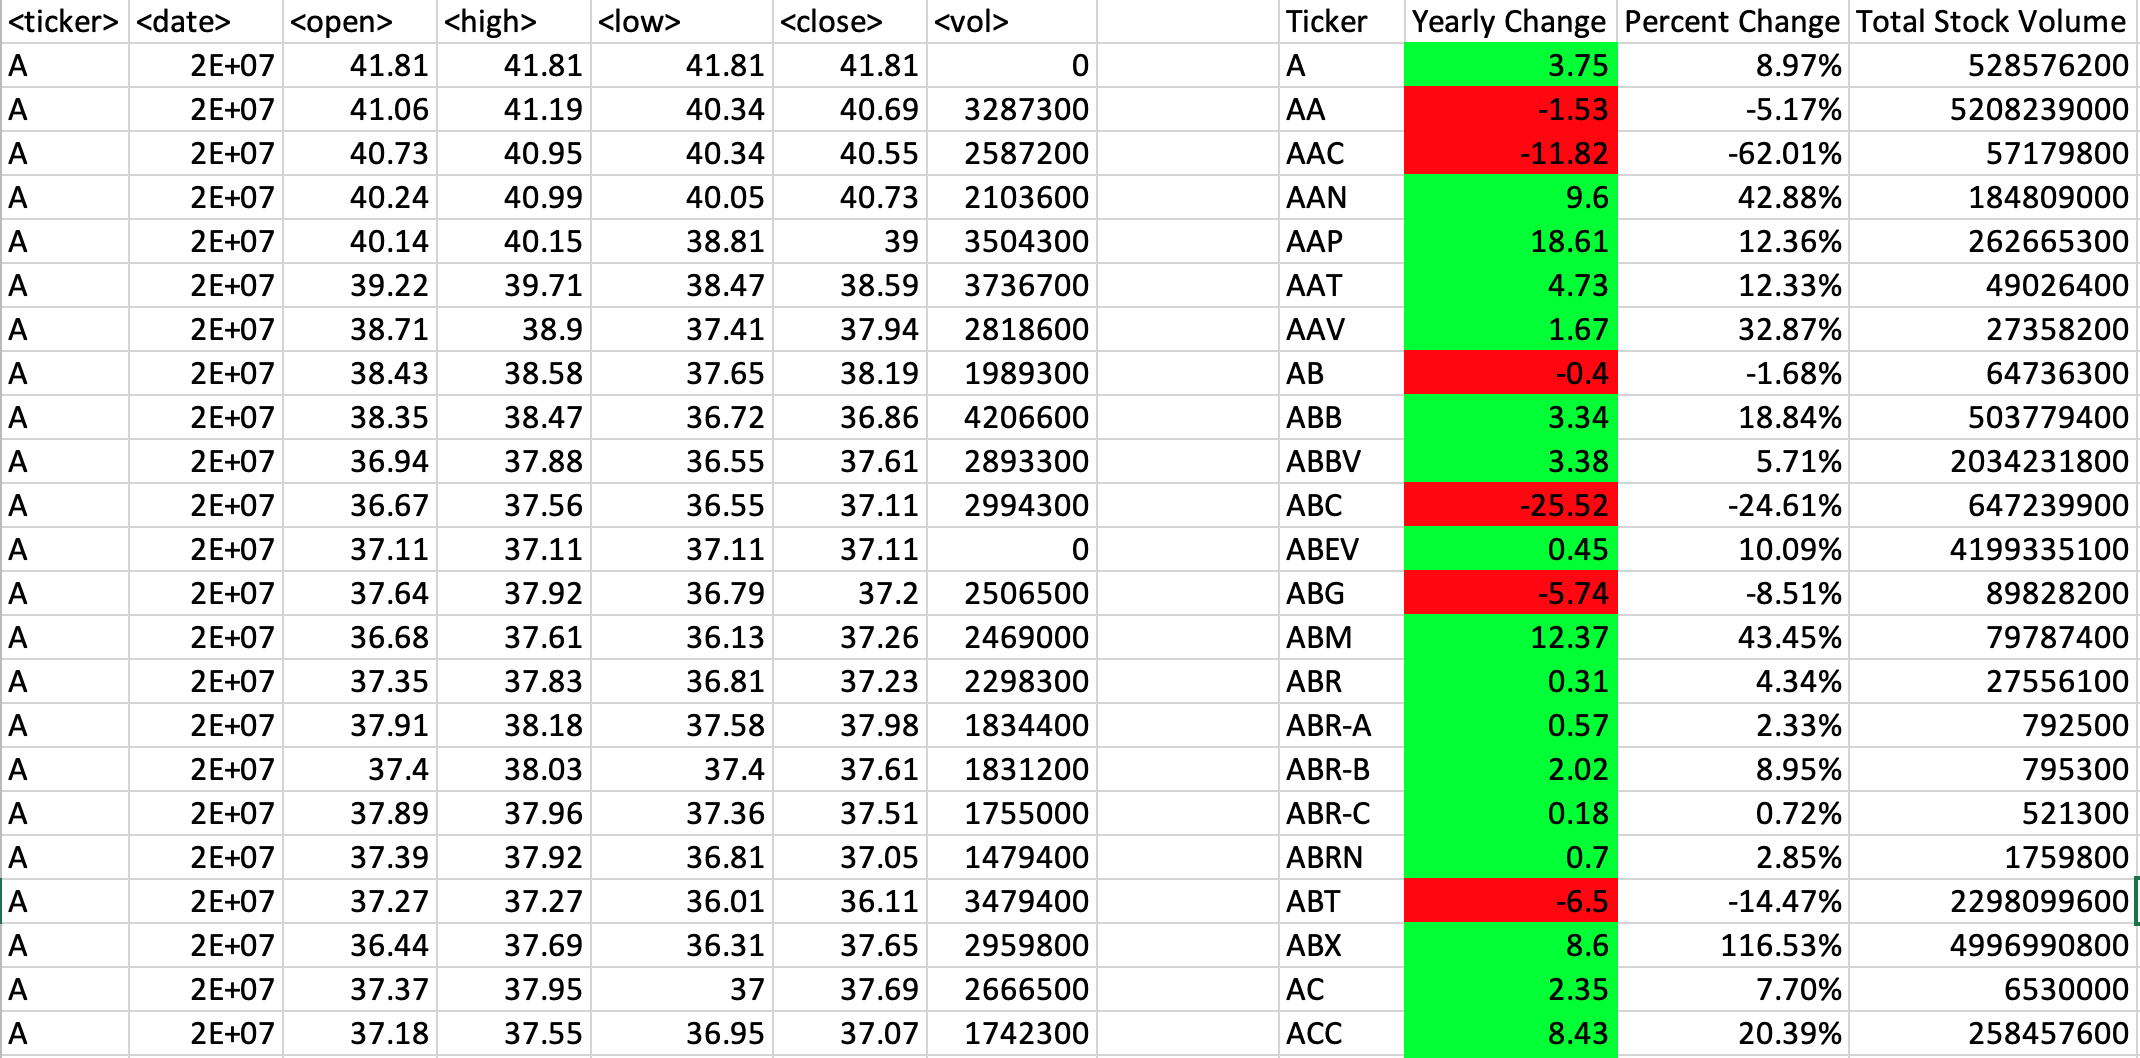 <ticker> <date> <open> <high> <low> <close> <vol> Ticker Yearly Change Percent Change Total Stock Volume
A 2E+07 41.81 41.81 41.81 41.81 0 A 3.75 8.97% 528576200
A 2E+07 41.06 41.19 40.34 40.69 3287300 AA -1.53 -5.17% 5208239000
A 2E+07 40.73 40.95 40.34 40.55 2587200 AAC -11.82 -62.01% 57179800
A 2E+07 40.24 40.99 40.05 40.73 2103600 AAN 9.6 42.88% 184809000
A 2E+07 40.14 40.15 38.81 39 3504300 AAP 18.61 12.36% 262665300
A 2E+07 39.22 39.71 38.47 38.59 3736700 AAT 4.73 12.33% 49026400
A 2E+07 38.71 38.9 37.41 37.94 2818600 AAV 1.67 32.87% 27358200
A 2E+07 38.43 38.58 37.65 38.19 1989300 AB -0.4 -1.68% 64736300
A 2E+07 38.35 38.47 36.72 36.86 4206600 ABB 3.34 18.84% 503779400
A 2E+07 36.94 37.88 36.55 37.61 2893300 ABBV 3.38 5.71% 2034231800
A 2E+07 36.67 37.56 36.55 37.11 2994300 ABC -25.52 -24.61% 647239900
A 2E+07 37.11 37.11 37.11 37.11 0 ABEV 0.45 10.09% 4199335100
A 2E+07 37.64 37.92 36.79 37.2 2506500 ABG -5.74 -8.51% 89828200
A 2E+07 36.68 37.61 36.13 37.26 2469000 ABM 12.37 43.45% 79787400
A 2E+07 37.35 37.83 36.81 37.23 2298300 ABR 0.31 4.34% 27556100
A 2E+07 37.91 38.18 37.58 37.98 1834400 ABR-A 0.57 2.33% 792500
A 2E+07 37.4 38.03 37.4 37.61 1831200 ABR-B 2.02 8.95% 795300
A 2E+07 37.89 37.96 37.36 37.51 1755000 ABR-C 0.18 0.72% 521300
A 2E+07 37.39 37.92 36.81 37.05 1479400 ABRN 0.7 2.85% 1759800
A 2E+07 37.27 37.27 36.01 36.11 3479400 ABT -6.5 -14.47% 2298099600
A 2E+07 36.44 37.69 36.31 37.65 2959800 ABX 8.6 116.53% 4996990800
A 2E+07 37.37 37.95 37 37.69 2666500 AC 2.35 7.70% 6530000
A 2E+07 37.18 37.55 36.95 37.07 1742300 ACC 8.43 20.39% 258457600